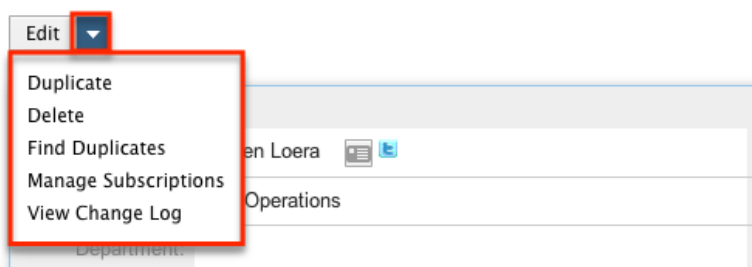 Edit
Duplicate
Delete
Find Duplicates
en Loera
Manage Subscriptions
Operations
View Change Log
Department: